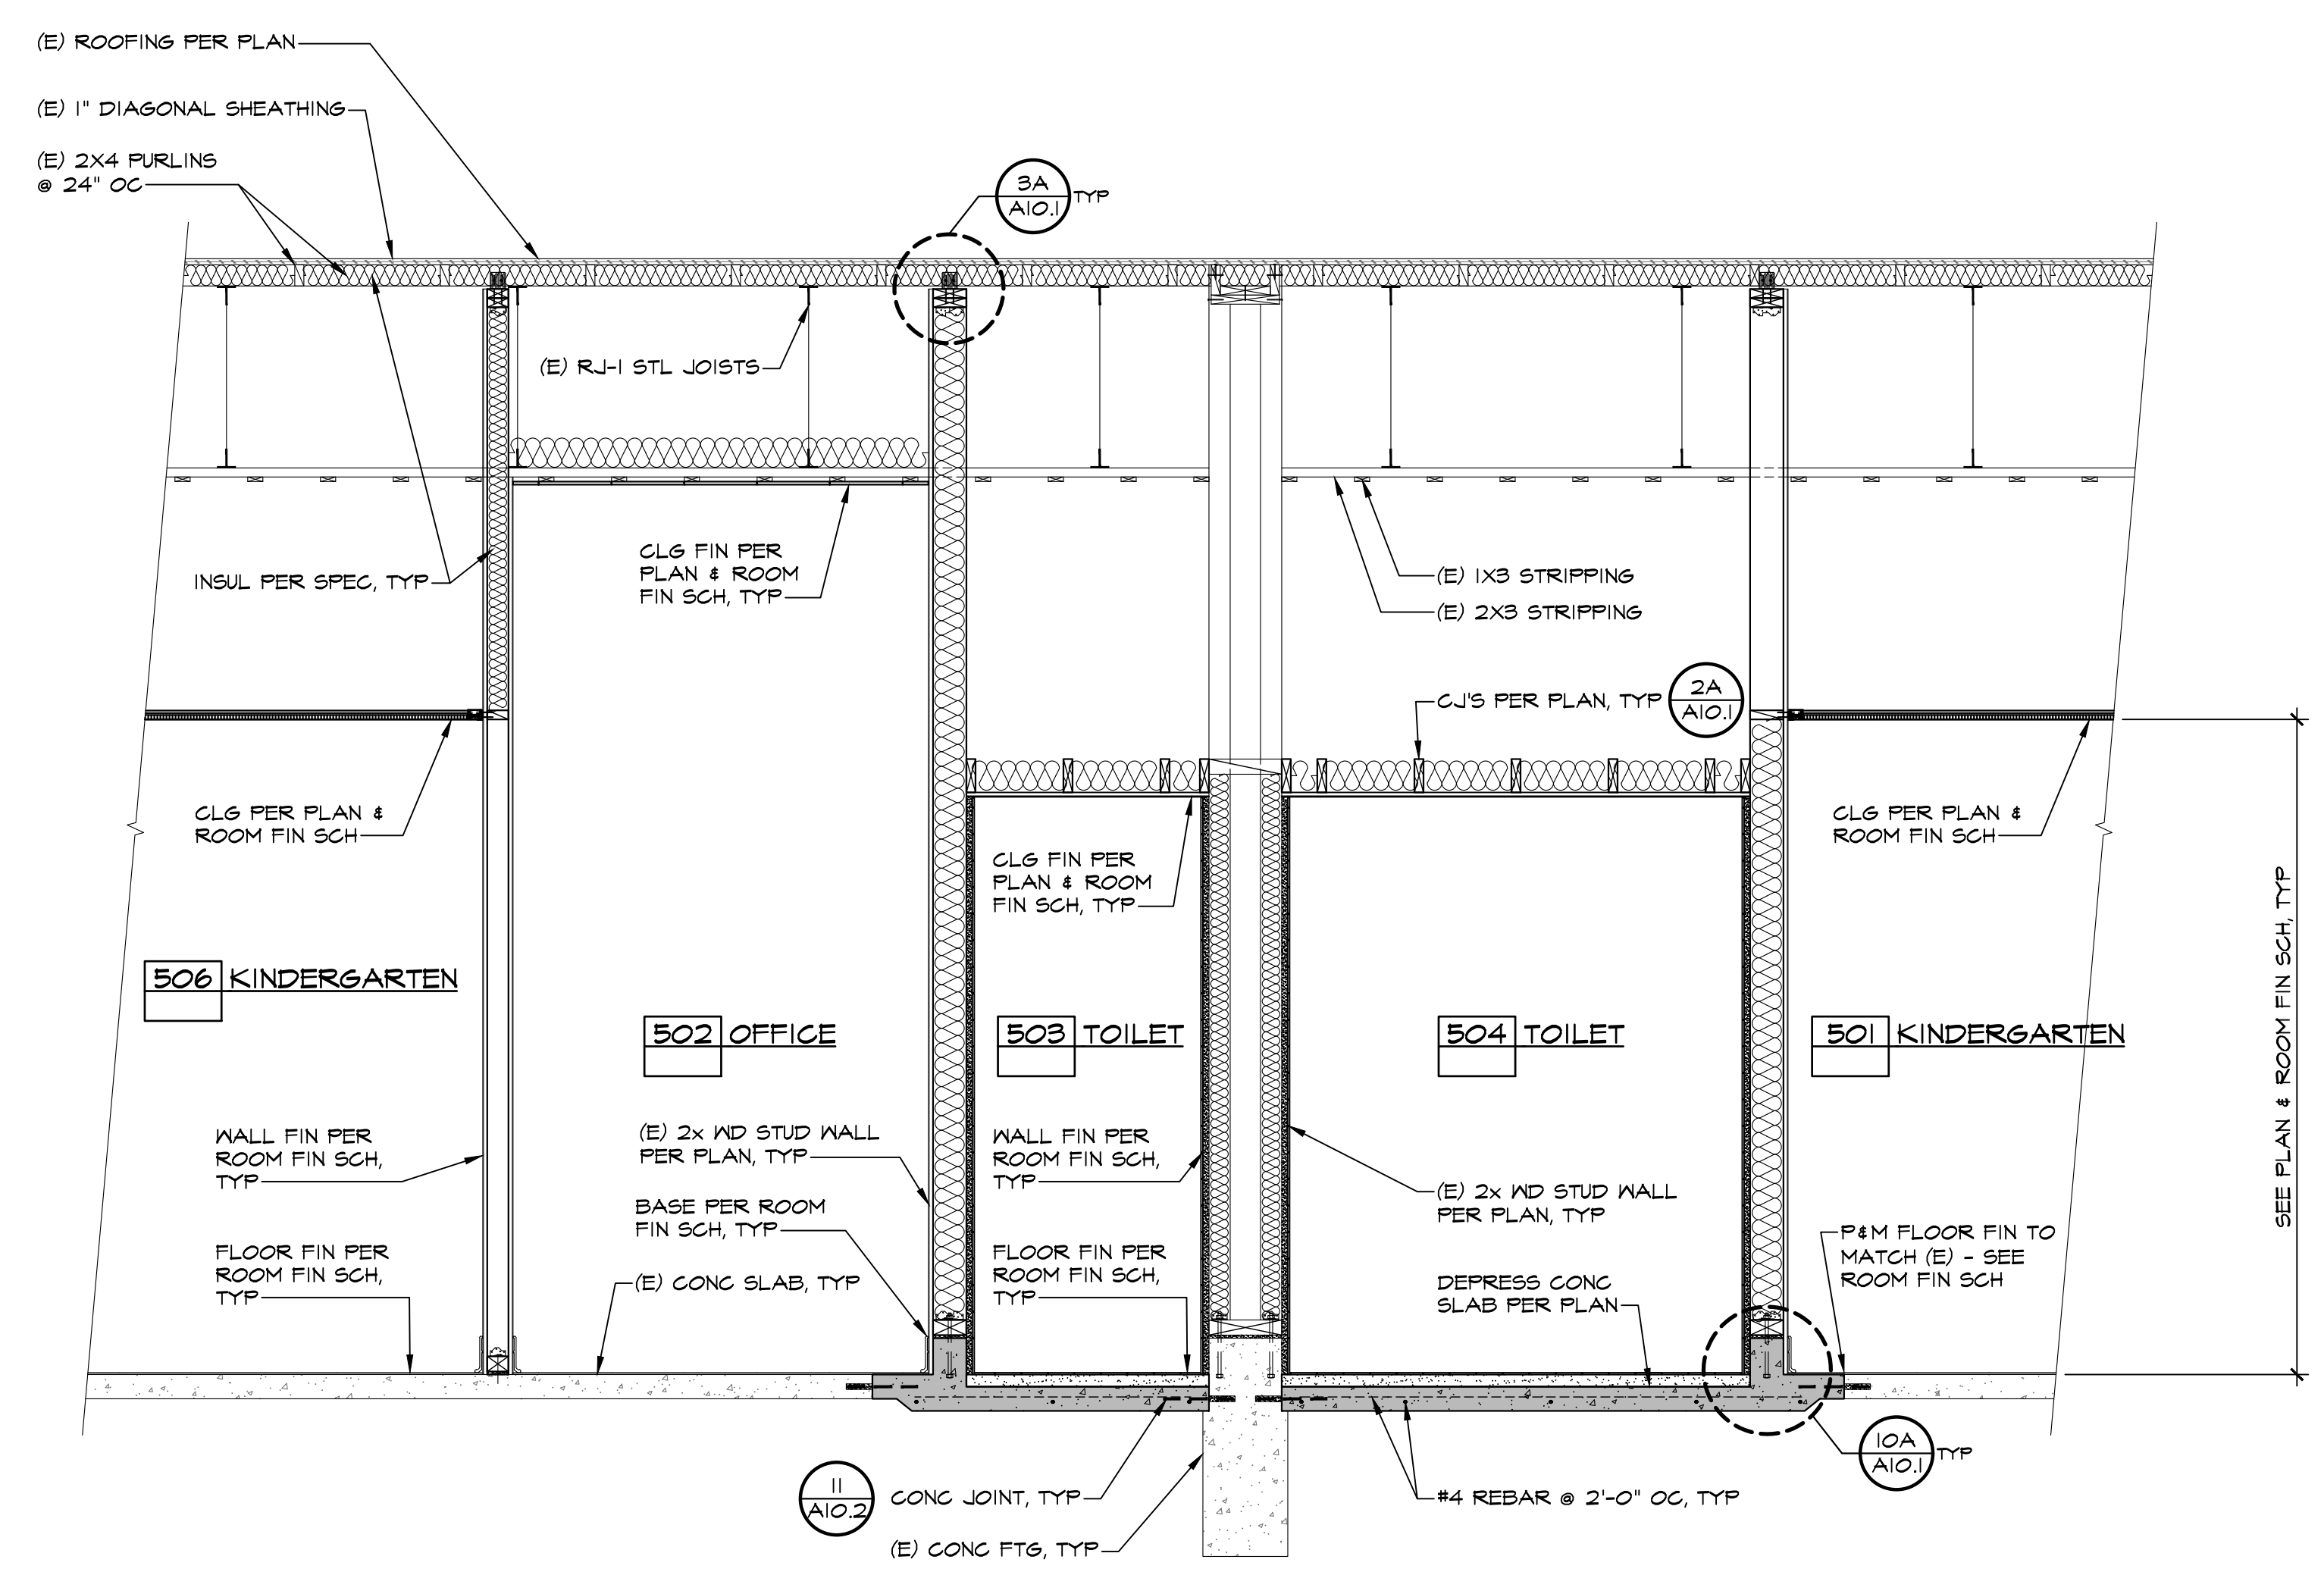 (E) ROOFING PER PLAN
(E) 1" DIAGONAL SHEATHING
(E) 2X4 PURLINS
@ 24" OC
3A
A10.1
TYP
(E) RJ-1 STL JOISTS
CLG FIN PER
PLAN & ROOM
FIN SCH, TYP
INSUL PER SPEC, TYP
(E) 1X3 STRIPPING
(E) 2X3 STRIPPING
CJ'S PER PLAN, TYP
2A
A10.1
CLG PER PLAN &
ROOM FIN SCH
CLG FIN PER
PLAN & ROOM
FIN SCH, TYP
CLG PER PLAN &
ROOM FIN SCH
SEE PLAN & ROOM FIN SCH, TYP
506 KINDERGARTEN
502 OFFICE
503 TOILET
504 TOILET
501 KINDERGARTEN
WALL FIN PER
ROOM FIN SCH,
TYP
(E) 2x WD STUD WALL
PER PLAN, TYP
WALL FIN PER
ROOM FIN SCH,
TYP
(E) 2x WD STUD WALL
PER PLAN, TYP
BASE PER ROOM
FIN SCH, TYP
FLOOR FIN PER
ROOM FIN SCH,
TYP
(E) CONC SLAB, TYP
FLOOR FIN PER
ROOM FIN SCH,
TYP
DEPRESS CONC
SLAB PER PLAN
P&M FLOOR FIN TO
MATCH (E) - SEE
ROOM FIN SCH
10A
A10.1
TYP
11
A10.2
CONC JOINT, TYP
#4 REBAR @ 2'-0" OC, TYP
(E) CONC FTG, TYP